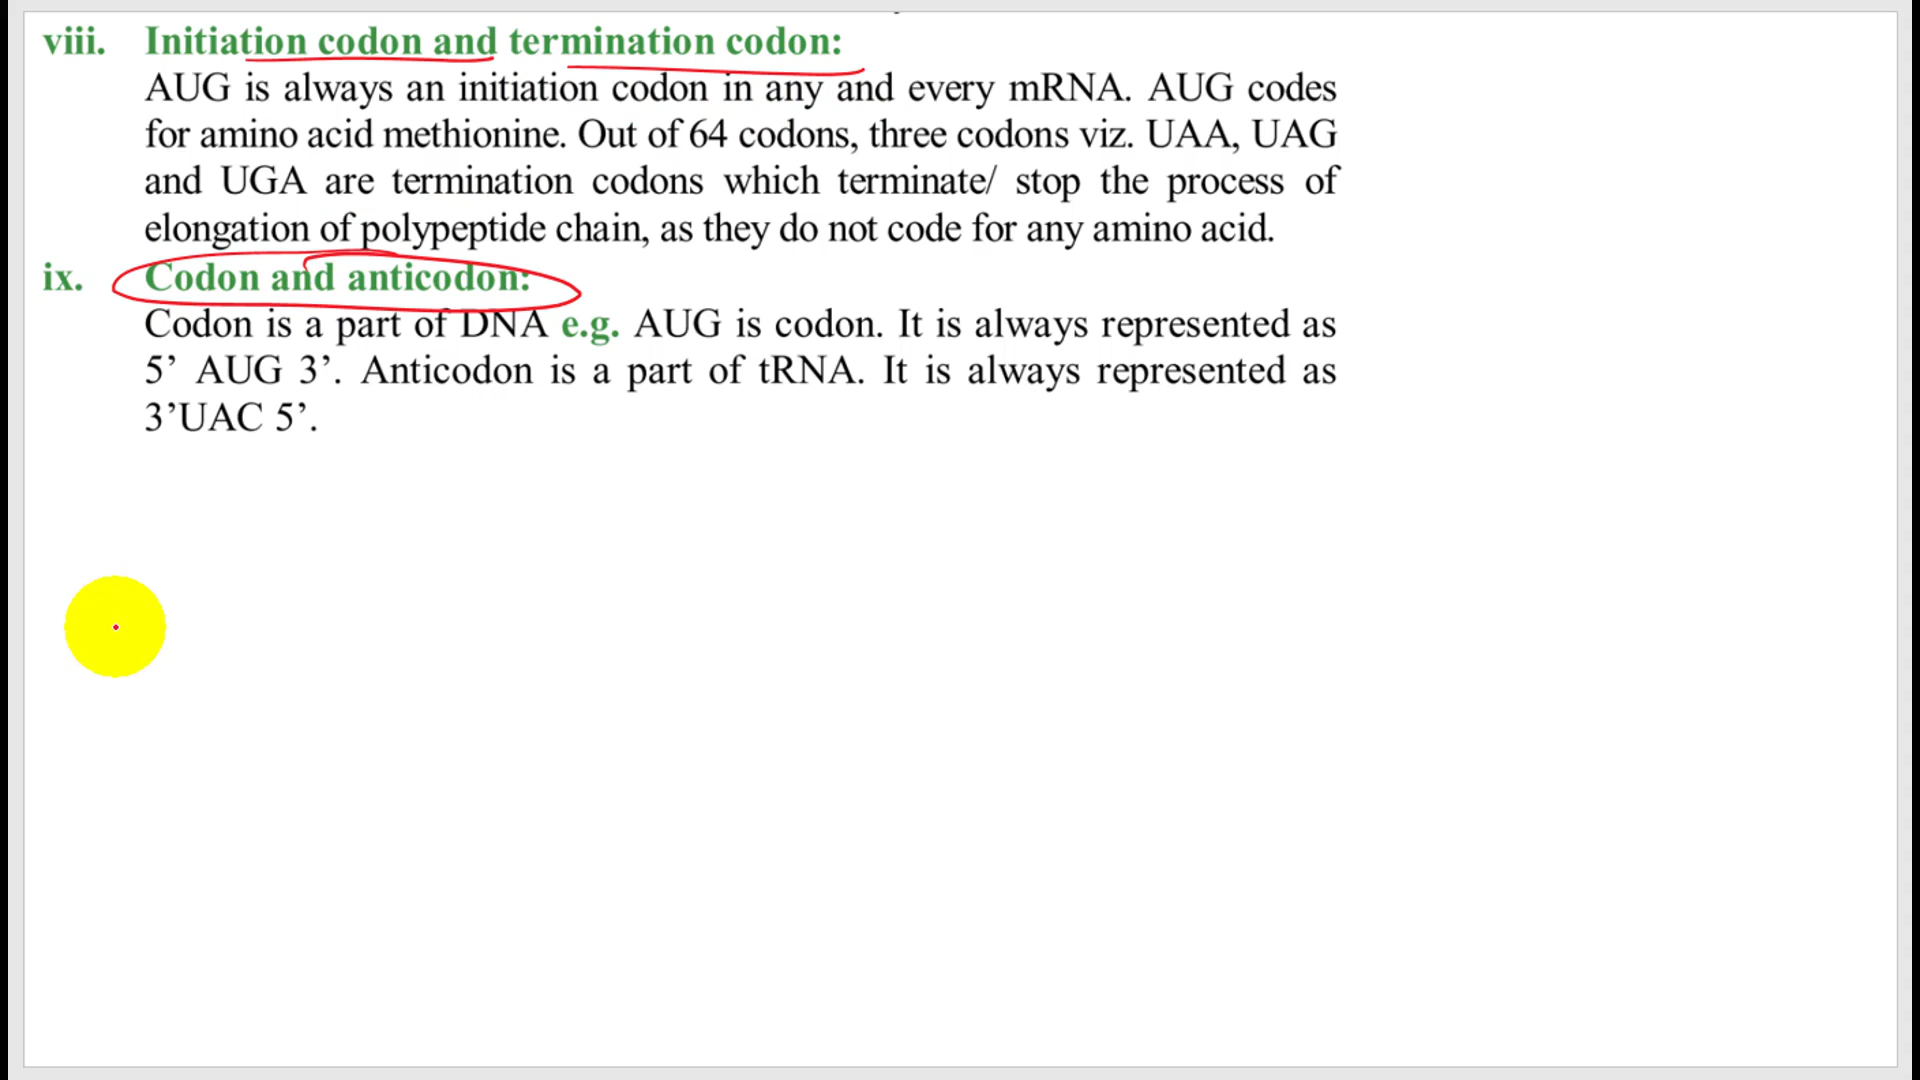 viii. Initiation codon and termination codon:
AUG is always an initiation codon in any and every mRNA. AUG codes
for amino acid methionine. Out of 64 codons, three codons viz. UAA, UAG
and UGA are termination codons which terminate/ stop the process of
elongation of polypeptide chain, as they do not code for any amino acid.
ix. Codon and anticodon:
Codon is a part of DNA e.g. AUG is codon. It is always represented as
5’ AUG 3’. Anticodon is a part of tRNA. It is always represented as
3’UAC 5’.